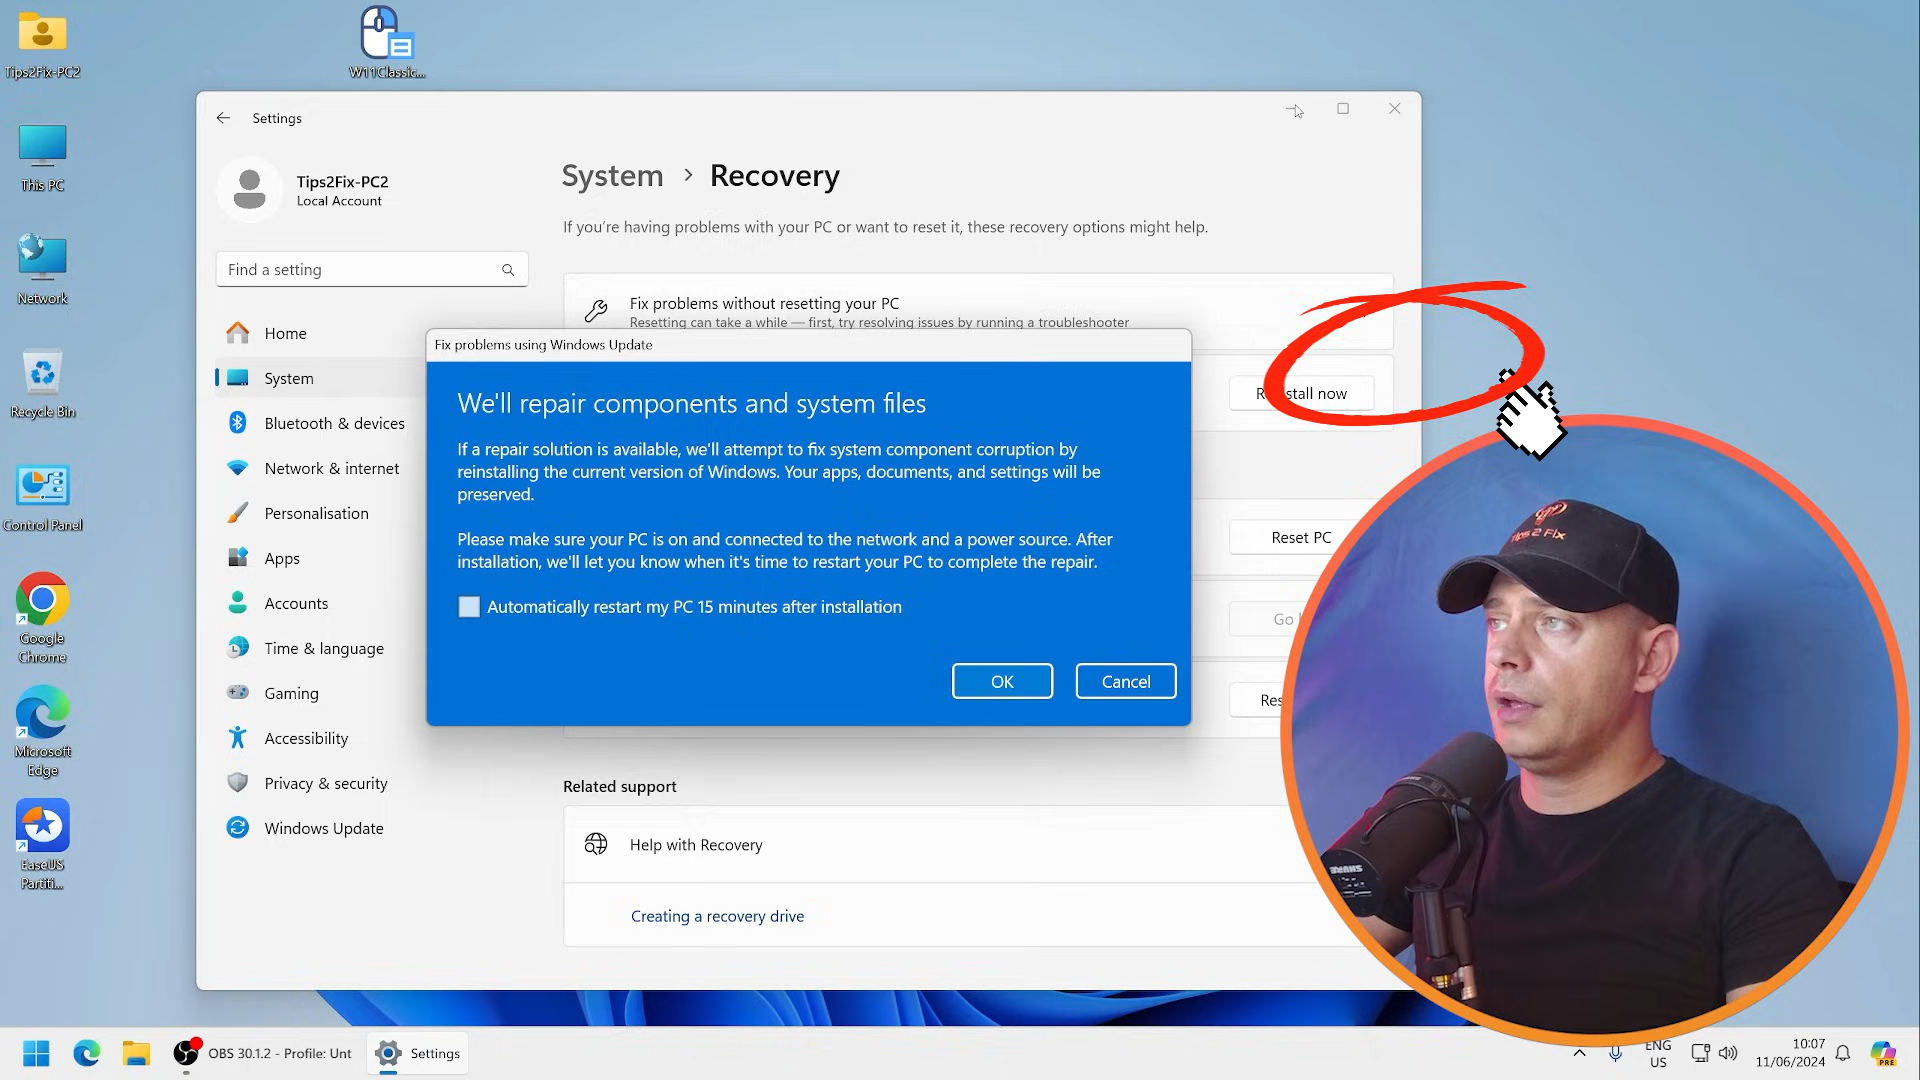 Tips2Fix-PC2
W11Classic...
This PC
Network
Recycle Bin
Control Panel
Google
Chrome
Microsoft
Edge
EaseUS
Partiti...
Settings
Tips2Fix-PC2
Local Account
Find a setting
Home
System
Bluetooth & devices
Network & internet
Personalisation
Apps
Accounts
Time & language
Gaming
Accessibility
Privacy & security
Windows Update
System > Recovery
If you're having problems with your PC or want to reset it, these recovery options might help.
Fix problems without resetting your PC
Resetting can take a while — first, try resolving issues by running a troubleshooter
Fix problems using Windows Update
We'll repair components and system files
If a repair solution is available, we'll attempt to fix system component corruption by
reinstalling the current version of Windows. Your apps, documents, and settings will be
preserved.
Please make sure your PC is on and connected to the network and a power source. After
installation, we'll let you know when it's time to restart your PC to complete the repair.
Automatically restart my PC 15 minutes after installation
OK
Cancel
now
Reset PC
Go
Related support
Help with Recovery
Creating a recovery drive
Tips 2 Fix
SHURE
OBS 30.1.2 - Profile: Unt
Settings
ENG
US
10:07
11/06/2024
PRE